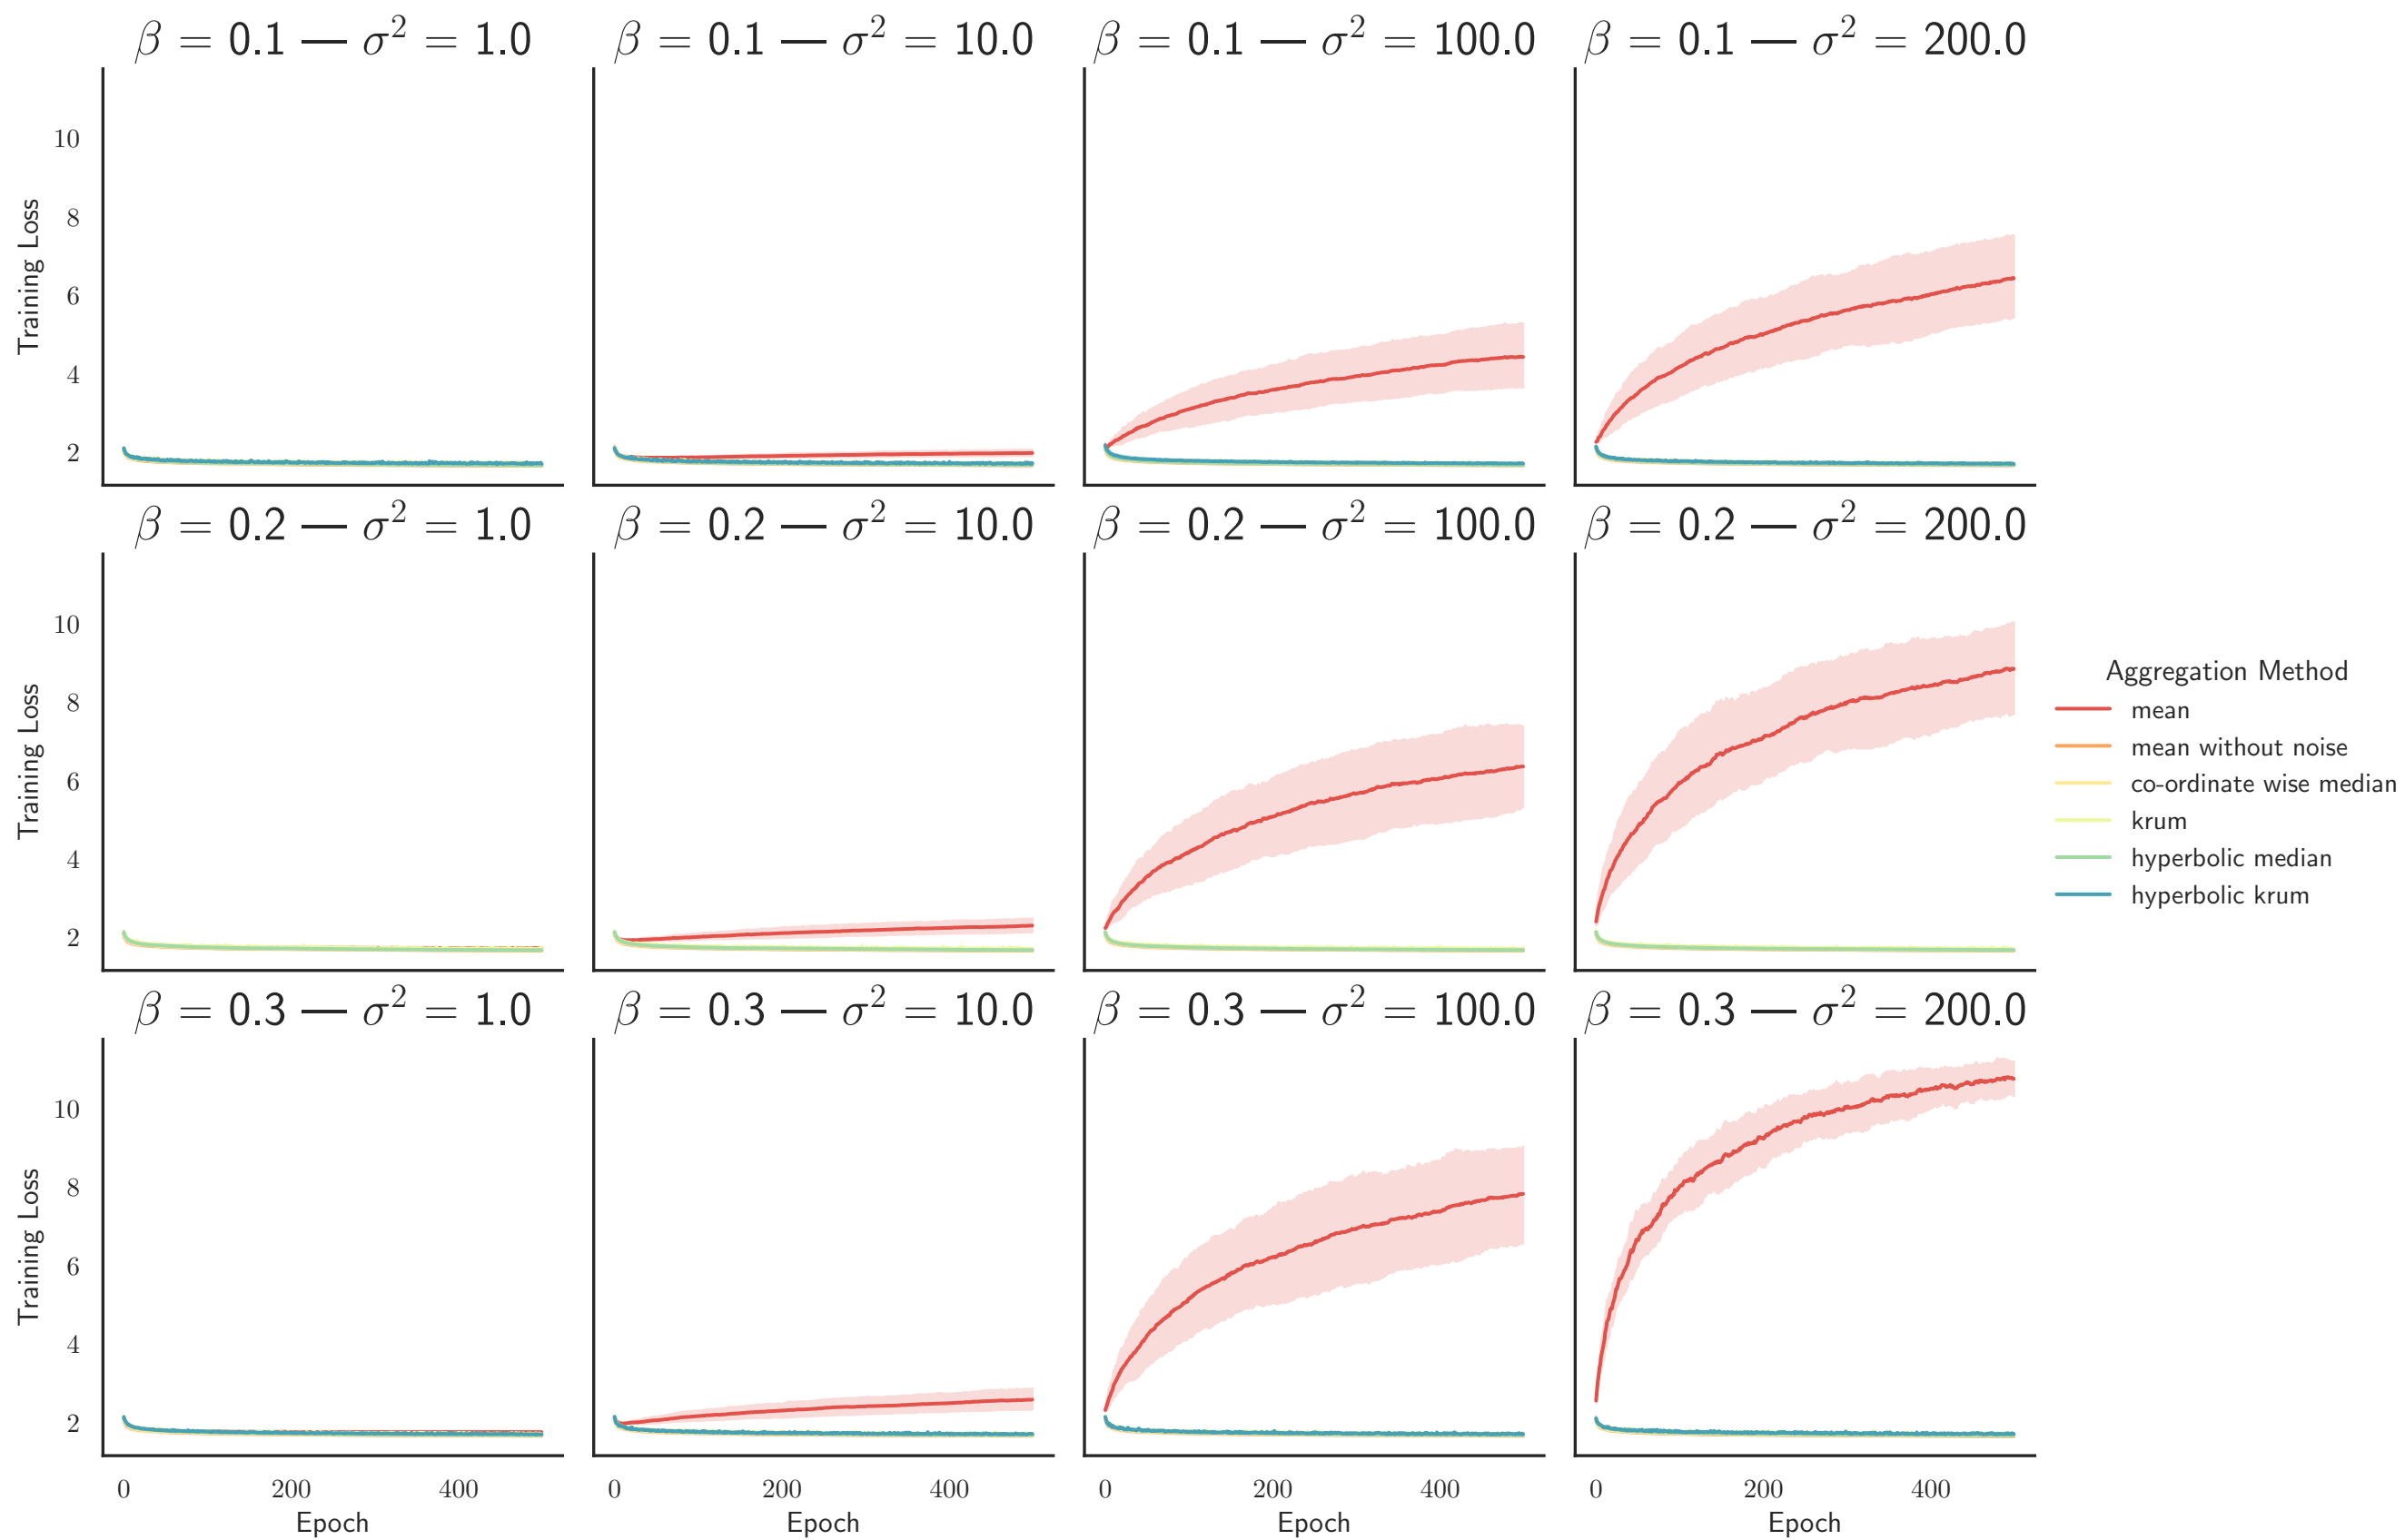 β = 0.1 — σ² = 1.0
β = 0.1 — σ² = 10.0
β = 0.1 — σ² = 100.0
β = 0.1 — σ² = 200.0
Training Loss
10
8
6
4
2
β = 0.2 — σ² = 1.0
β = 0.2 — σ² = 10.0
β = 0.2 — σ² = 100.0
β = 0.2 — σ² = 200.0
Training Loss
10
8
6
4
2
Aggregation Method
mean
mean without noise
co-ordinate wise median
krum
hyperbolic median
hyperbolic krum
β = 0.3 — σ² = 1.0
β = 0.3 — σ² = 10.0
β = 0.3 — σ² = 100.0
β = 0.3 — σ² = 200.0
Training Loss
10
8
6
4
2
0 200 400
0 200 400
0 200 400
0 200 400
Epoch
Epoch
Epoch
Epoch